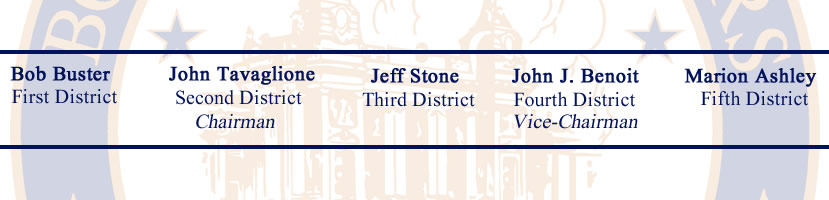 Bob Buster
First District
John Tavaglione
Second District
Chairman
Jeff Stone
Third District
John J. Benoit
Fourth District
Vice-Chairman
Marion Ashley
Fifth District